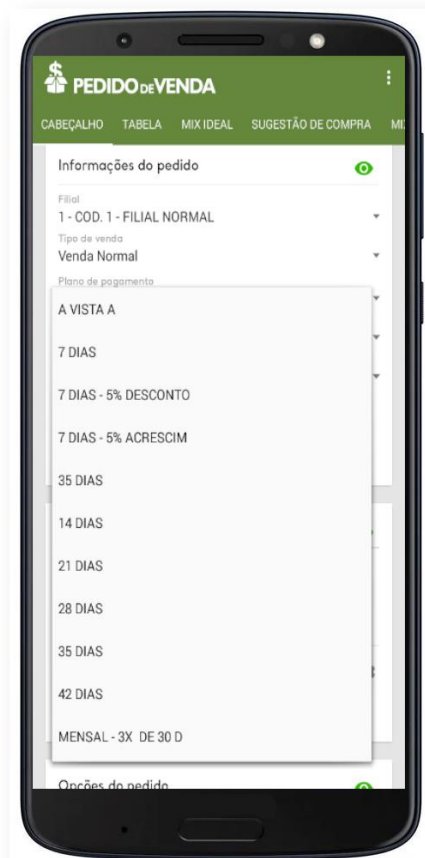 PEDIDO DE VENDA
CABEÇALHO TABELA MIX IDEAL SUGESTÃO DE COMPRA MI
Informações do pedido
Filial
1 - COD. 1 - FILIAL NORMAL
Tipo de venda
Venda Normal
Plano de pagamento
A VISTA A
7 DIAS
7 DIAS - 5% DESCONTO
7 DIAS - 5% ACRESCIM
35 DIAS
14 DIAS
21 DIAS
28 DIAS
35 DIAS
42 DIAS
MENSAL - 3X DE 30 D
Opções do pedido